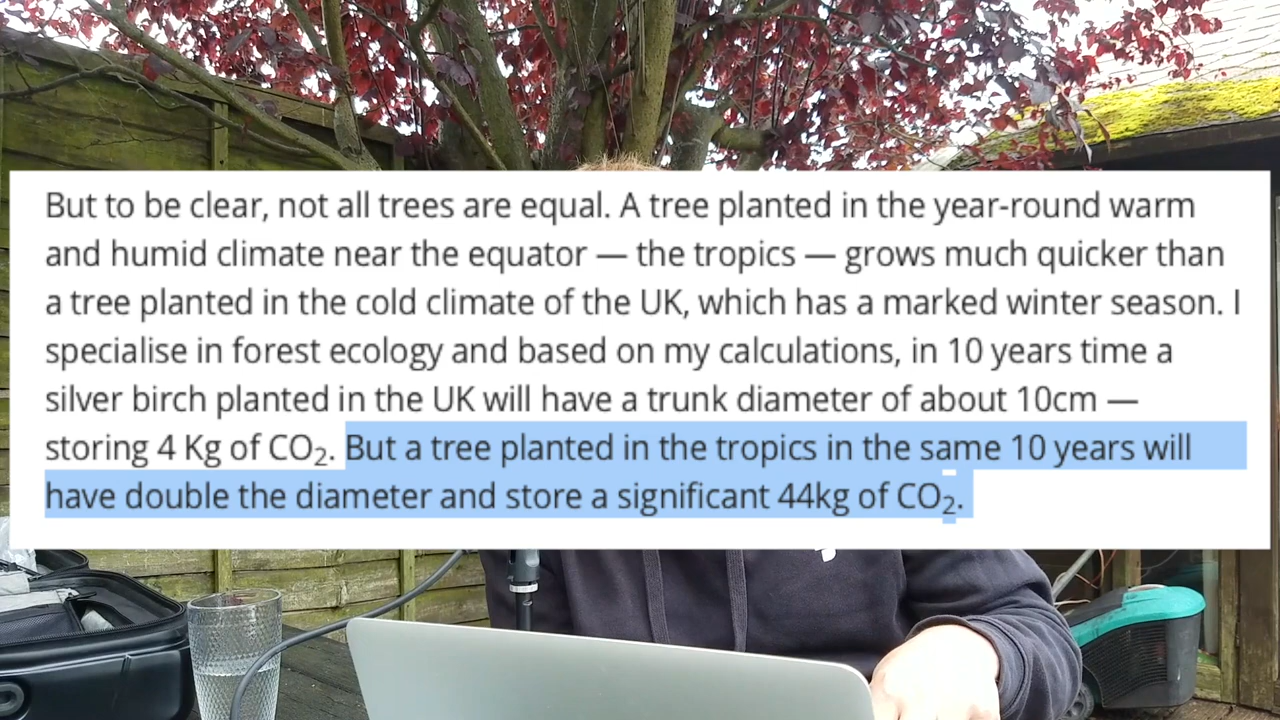 But to be clear, not all trees are equal. A tree planted in the year-round warm
and humid climate near the equator — the tropics — grows much quicker than
a tree planted in the cold climate of the UK, which has a marked winter season. I
specialise in forest ecology and based on my calculations, in 10 years time a
silver birch planted in the UK will have a trunk diameter of about 10cm —
storing 4 Kg of CO₂. But a tree planted in the tropics in the same 10 years will
have double the diameter and store a significant 44kg of CO₂.